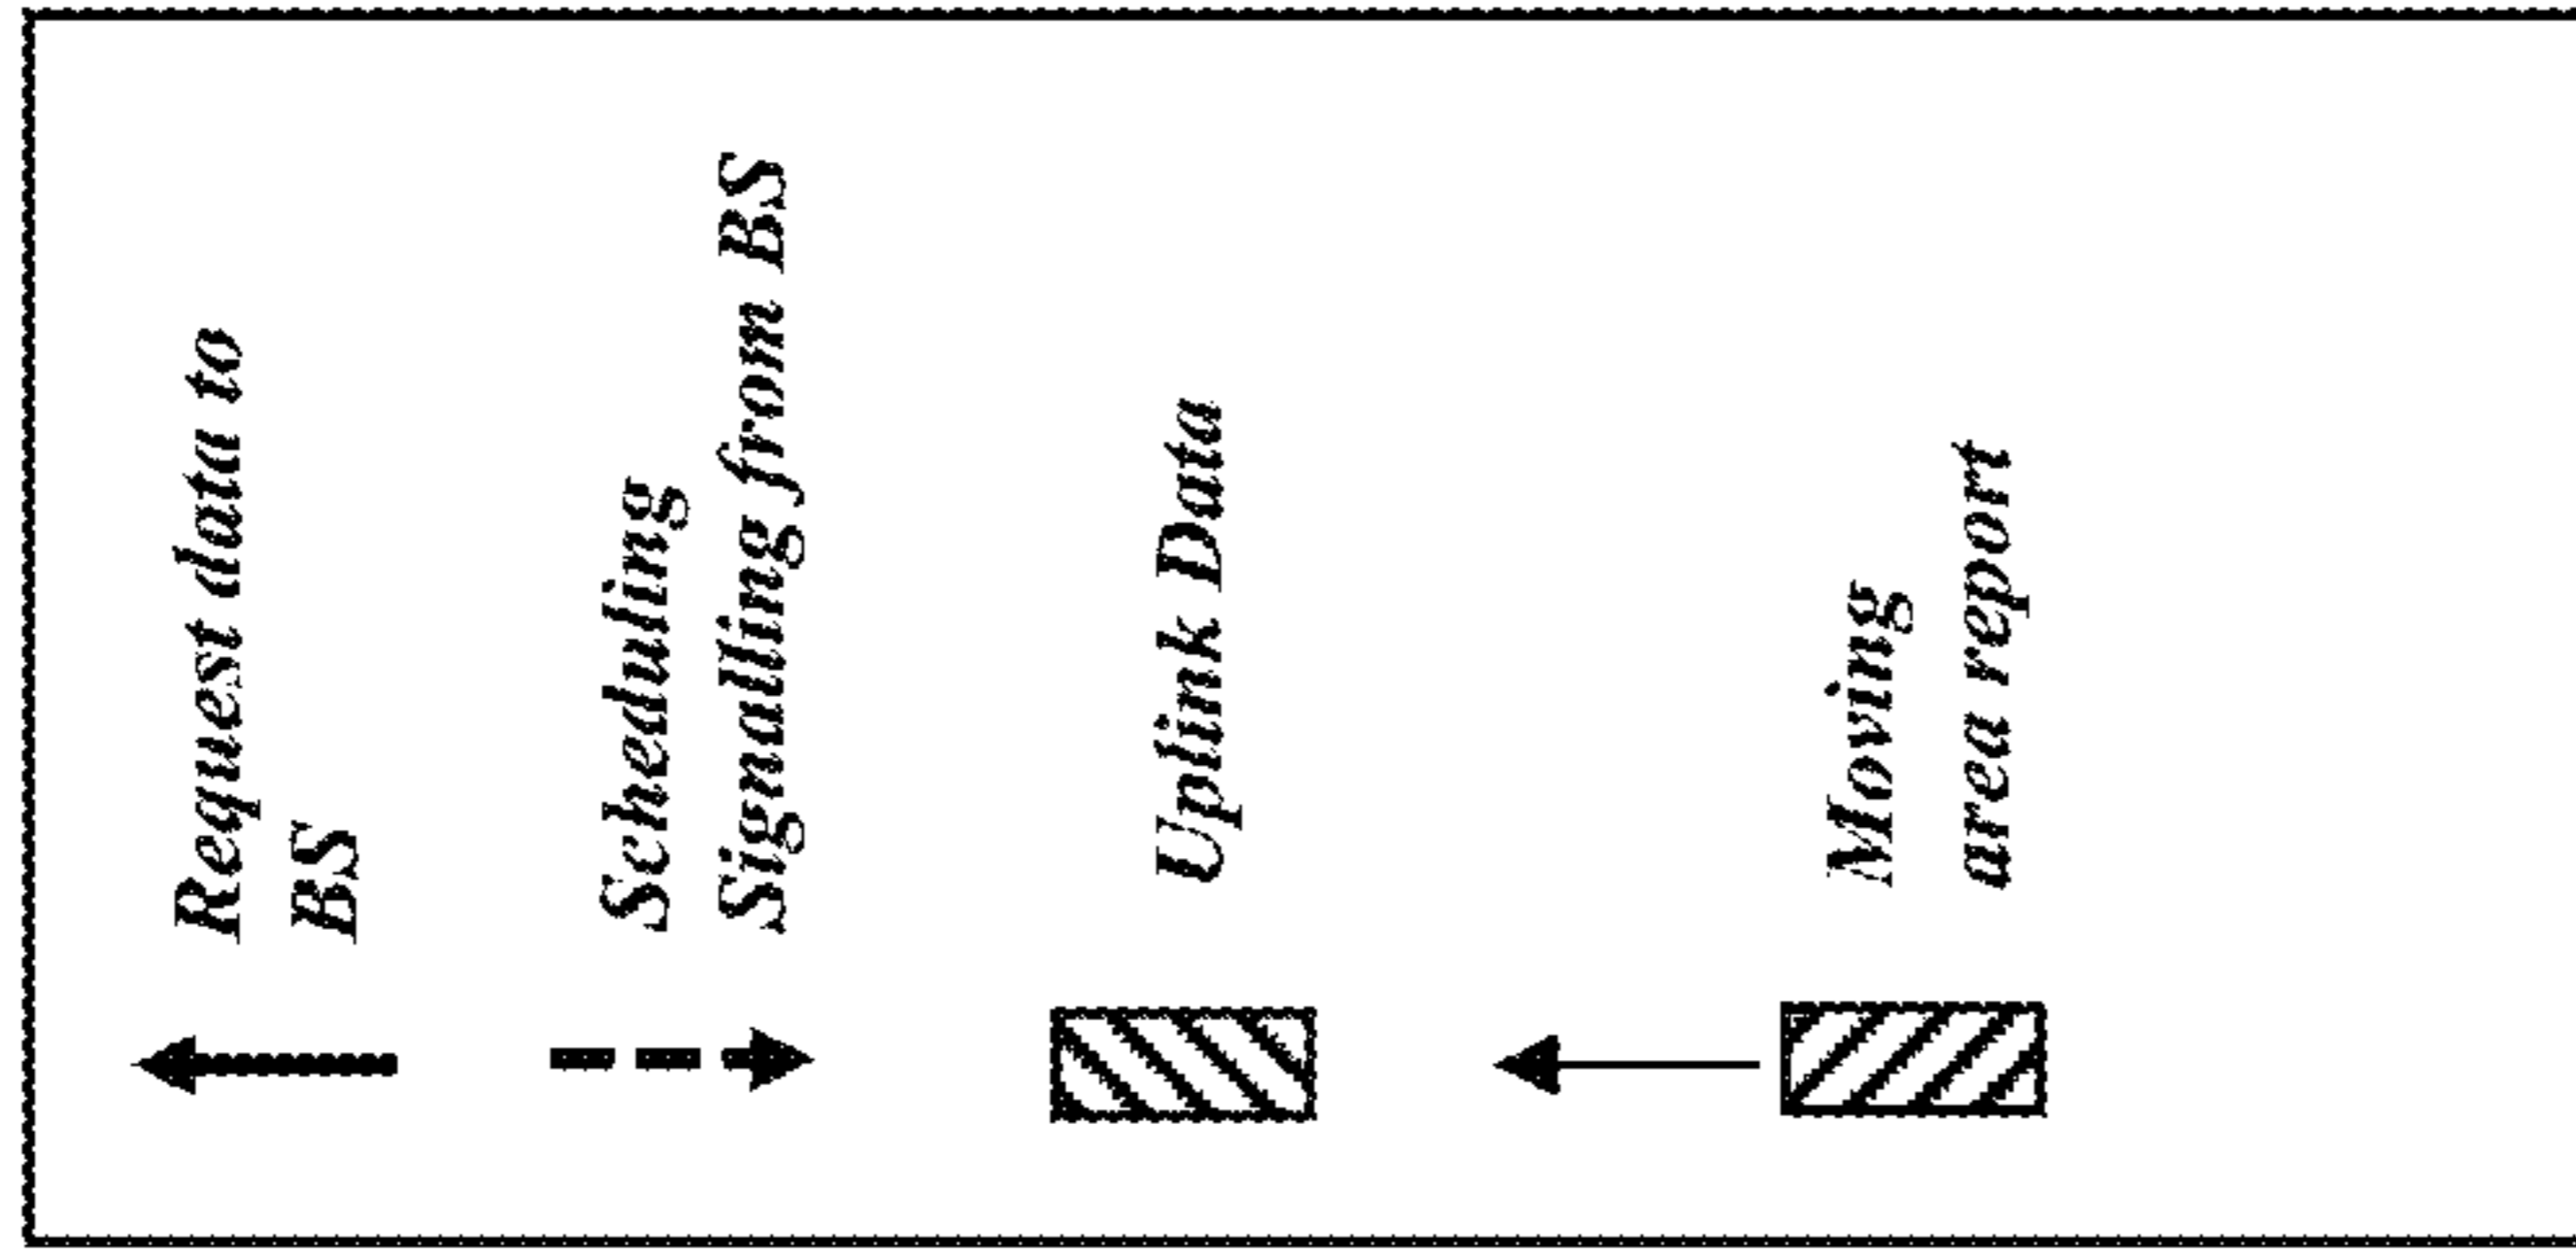 Request data to
BS
Scheduling
Signalling from BS
Uplink Data
Moving
area report